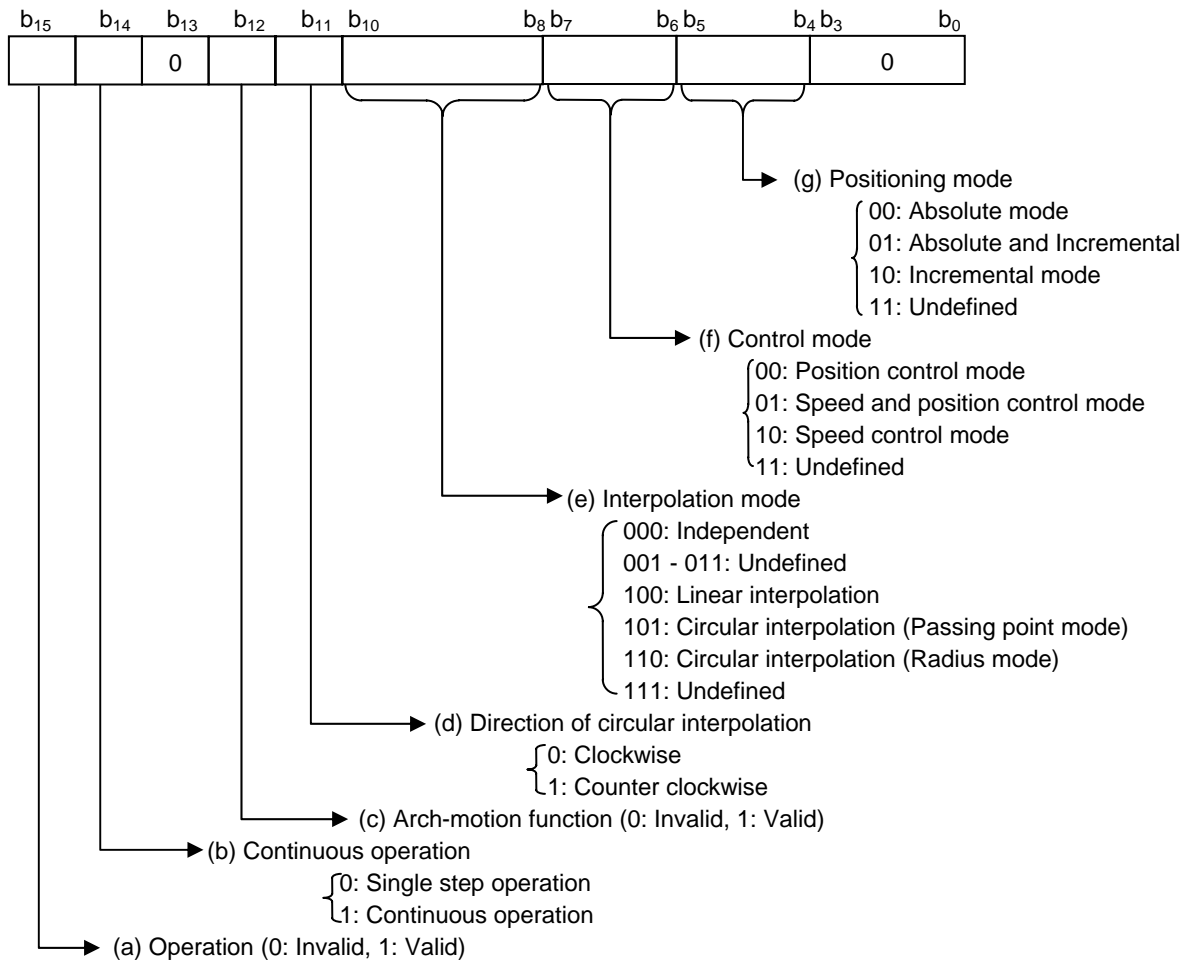 b15 b14 b13 b12 b11 b10 b8 b7 b6 b5 b4 b3 b0
0 0
(g) Positioning mode
00: Absolute mode
01: Absolute and Incremental
10: Incremental mode
11: Undefined
(f) Control mode
00: Position control mode
01: Speed and position control mode
10: Speed control mode
11: Undefined
(e) Interpolation mode
000: Independent
001 - 011: Undefined
100: Linear interpolation
101: Circular interpolation (Passing point mode)
110: Circular interpolation (Radius mode)
111: Undefined
(d) Direction of circular interpolation
0: Clockwise
1: Counter clockwise
(c) Arch-motion function (0: Invalid, 1: Valid)
(b) Continuous operation
0: Single step operation
1: Continuous operation
(a) Operation (0: Invalid, 1: Valid)